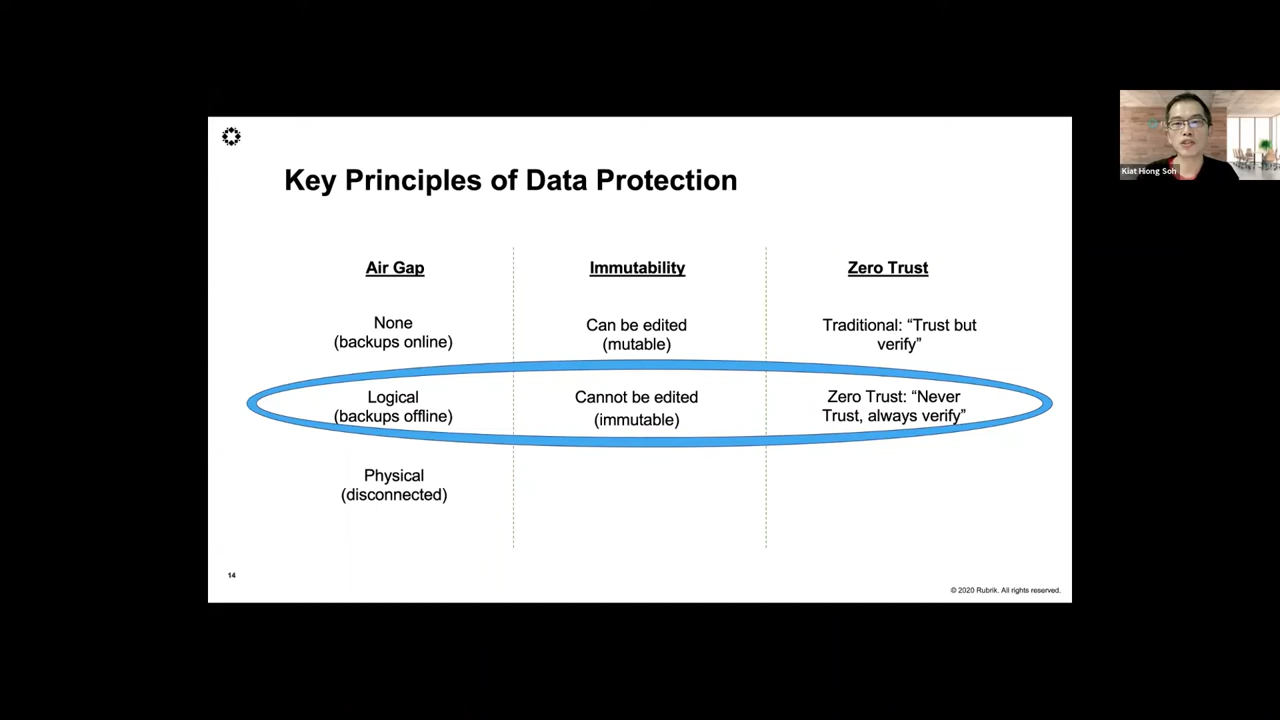 Key Principles of Data Protection
Air Gap
None
(backups online)
Logical
(backups offline)
Physical
(disconnected)
Immutability
Can be edited
(mutable)
Cannot be edited
(immutable)
Zero Trust
Traditional: “Trust but
verify”
Zero Trust: “Never
Trust, always verify”
14
© 2020 Rubrik. All rights reserved.
Kiat Hiong Soh